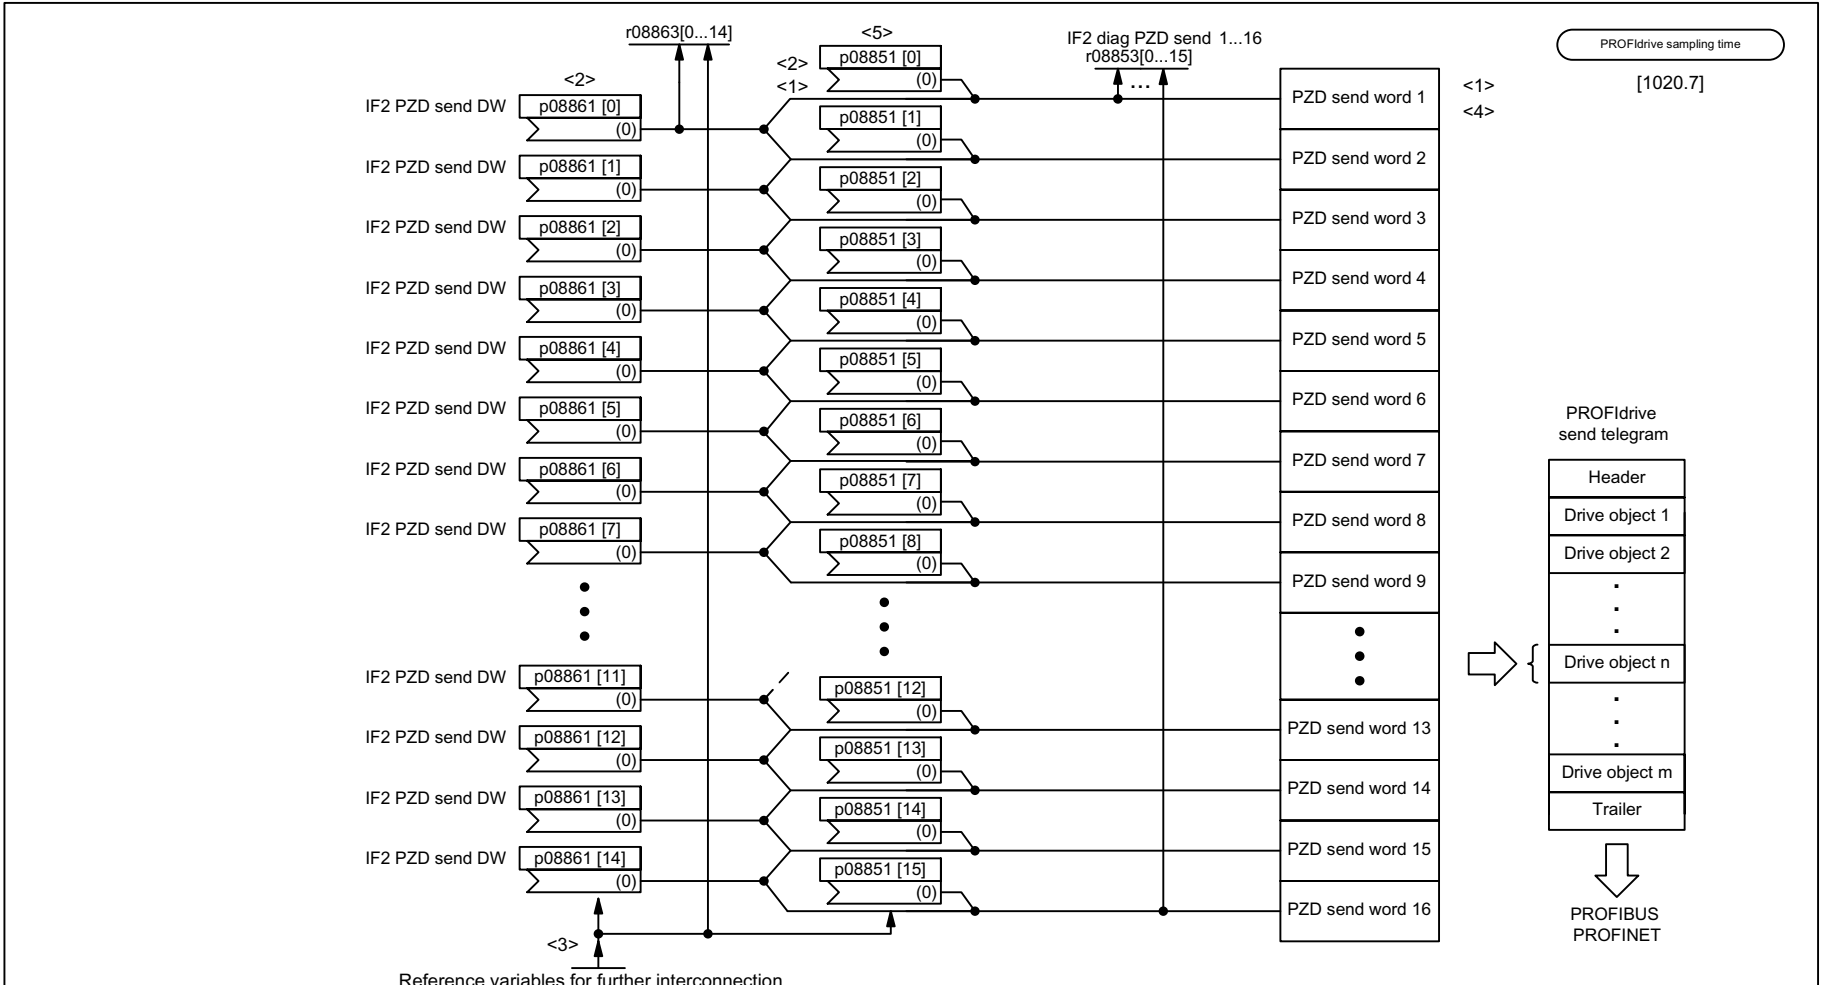 r08863[0...14]
<5>
IF2 diag PZD send 1...16
r08853[0...15]
PROFIdrive sampling time
[1020.7]
<2>
<2>
<1>
p08851 [0]
(0)
IF2 PZD send DW
p08861 [0]
(0)
PZD send word 1
<1>
<4>
p08851 [1]
(0)
PZD send word 2
IF2 PZD send DW
p08861 [1]
(0)
p08851 [2]
(0)
PZD send word 3
IF2 PZD send DW
p08861 [2]
(0)
p08851 [3]
(0)
PZD send word 4
IF2 PZD send DW
p08861 [3]
(0)
p08851 [4]
(0)
PZD send word 5
IF2 PZD send DW
p08861 [4]
(0)
p08851 [5]
(0)
PZD send word 6
IF2 PZD send DW
p08861 [5]
(0)
p08851 [6]
(0)
PZD send word 7
IF2 PZD send DW
p08861 [6]
(0)
p08851 [7]
(0)
PZD send word 8
IF2 PZD send DW
p08861 [7]
(0)
p08851 [8]
(0)
PZD send word 9
IF2 PZD send DW
p08861 [11]
(0)
p08851 [12]
(0)
PZD send word 13
IF2 PZD send DW
p08861 [12]
(0)
p08851 [13]
(0)
PZD send word 14
IF2 PZD send DW
p08861 [13]
(0)
p08851 [14]
(0)
PZD send word 15
IF2 PZD send DW
p08861 [14]
(0)
p08851 [15]
(0)
PZD send word 16
<3>
Reference variables for further interconnection
PROFIdrive
send telegram
Header
Drive object 1
Drive object 2
Drive object n
Drive object m
Trailer
PROFIBUS
PROFINET